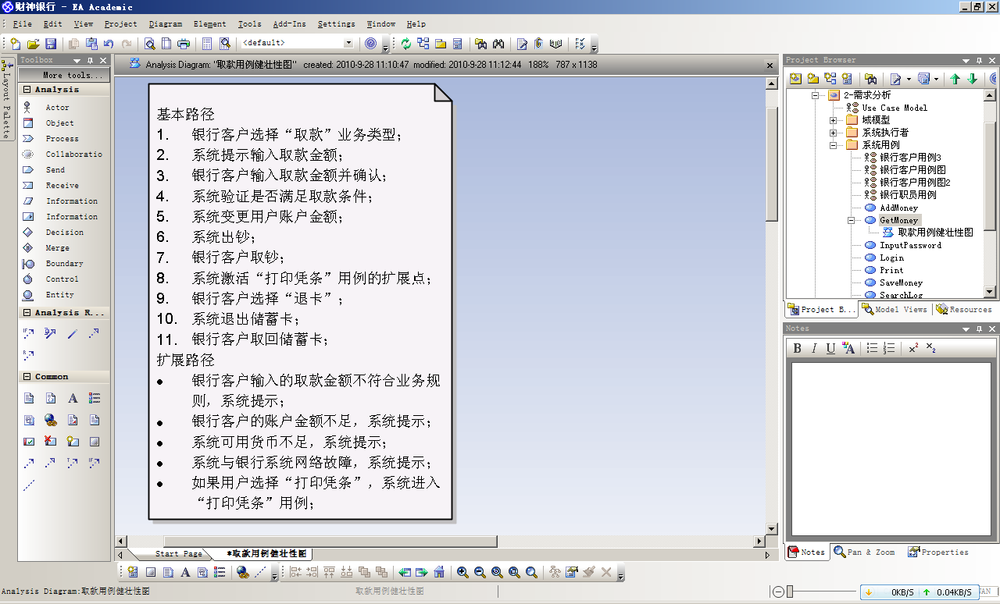 财神银行 - EA Academic
File Edit View Project Diagram Element Tools Add-Ins Settings Window Help
<default>
Toolbox
More tools...
Layout Palette
Analysis
Actor
Object
Process
Collaboratio
Send
Receive
Information
Information
Decision
Merge
Boundary
Control
Entity
Analysis R...
Common
Analysis Diagram: "取款用例健壮性图" created: 2010-9-28 11:10:47 modified: 2010-9-28 11:12:44 188% 787 x 1138
基本路径
1. 银行客户选择“取款”业务类型；
2. 系统提示输入取款金额；
3. 银行客户输入取款金额并确认；
4. 系统验证是否满足取款条件；
5. 系统变更用户账户金额；
6. 系统出钞；
7. 银行客户取钞；
8. 系统激活“打印凭条”用例的扩展点；
9. 银行客户选择“退卡”；
10. 系统退出储蓄卡；
11. 银行客户取回储蓄卡；
扩展路径
• 银行客户输入的取款金额不符合业务规
则，系统提示；
• 银行客户的账户金额不足，系统提示；
• 系统可用货币不足，系统提示；
• 系统与银行系统网络故障，系统提示；
• 如果用户选择“打印凭条”，系统进入
“打印凭条”用例；
Start Page *取款用例健壮性图
Project Browser
2-需求分析
Use Case Model
域模型
系统执行者
系统用例
银行客户用例3
银行客户用例图
银行客户用例图2
银行职员用例
AddMoney
GetMoney
取款用例健壮性图
InputPassword
Login
Print
SaveMoney
SearchLog
Project B... Model Views Resources
Notes
B I U A
Notes Pan & Zoom Properties
Analysis Diagram:取款用例健壮性图 取款用例健壮性图
0KB/S 0.04KB/S